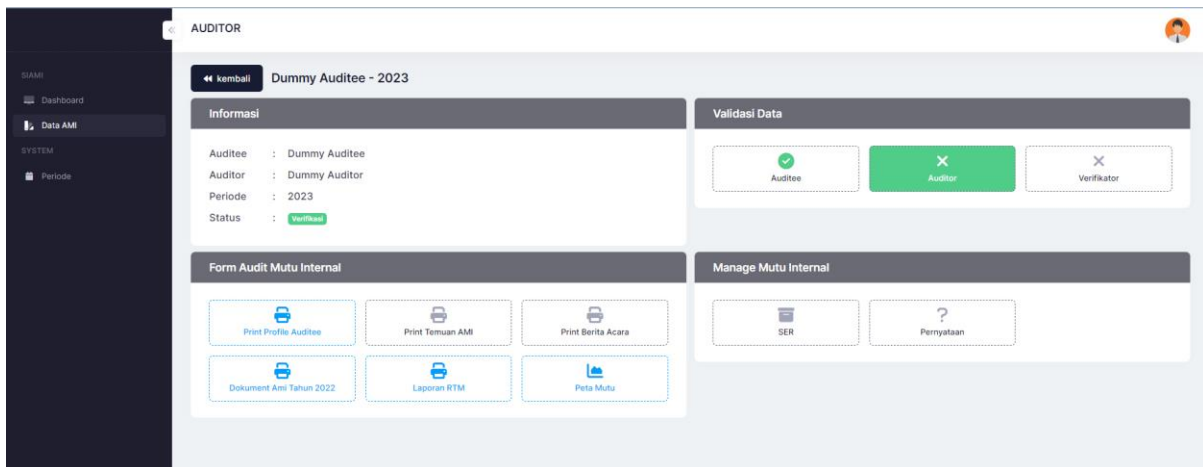 AUDITOR
SIAMI
Dashboard
Data AMI
SYSTEM
Periode
kembali
Dummy Auditee - 2023
Informasi
Auditee : Dummy Auditee
Auditor : Dummy Auditor
Periode : 2023
Status : Verifikasi
Validasi Data
Auditee
Auditor
Verifikator
Form Audit Mutu Internal
Print Profile Auditee
Print Temuan AMI
Print Berita Acara
Dokument Ami Tahun 2022
Laporan RTM
Peta Mutu
Manage Mutu Internal
SER
Pernyataan